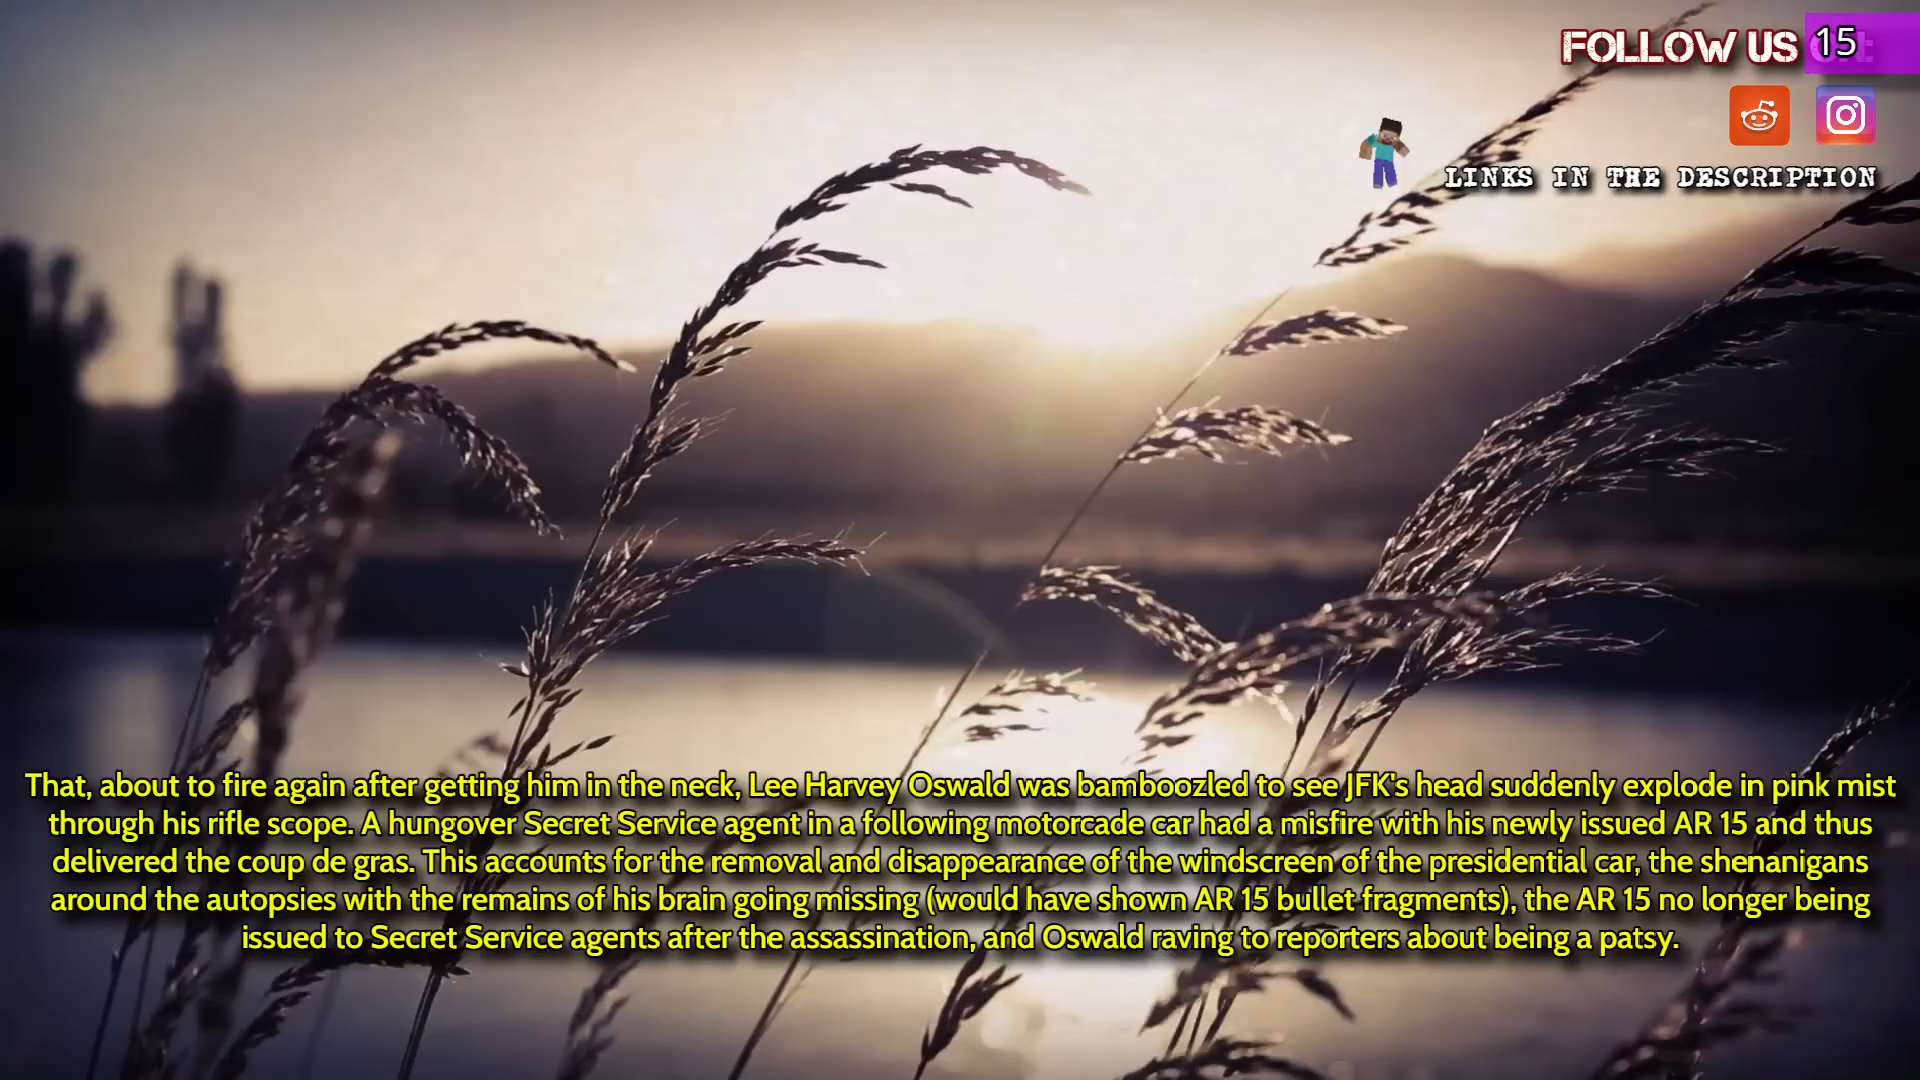 FOLLOW US
15
LINKS IN THE DESCRIPTION
That, about to fire again after getting him in the neck, Lee Harvey Oswald was bamboozled to see JFK's head suddenly explode in pink mist
through his rifle scope. A hungover Secret Service agent in a following motorcade car had a misfire with his newly issued AR 15 and thus
delivered the coup de gras. This accounts for the removal and disappearance of the windscreen of the presidential car, the shenanigans
around the autopsies with the remains of his brain going missing (would have shown AR 15 bullet fragments), the AR 15 no longer being
issued to Secret Service agents after the assassination, and Oswald raving to reporters about being a patsy.